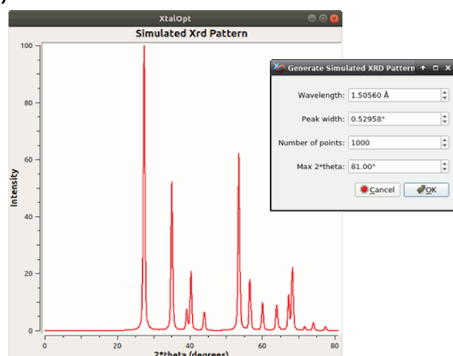 )
XtalOpt
Simulated Xrd Pattern
100
80
60
40
20
0
Intensity
0
20
40
60
80
2*theta (degrees)
Generate Simulated XRD Pattern
Wavelength: 1.50560 Å
Peak width: 0.52958°
Number of points: 1000
Max 2*theta: 81.00°
Cancel OK